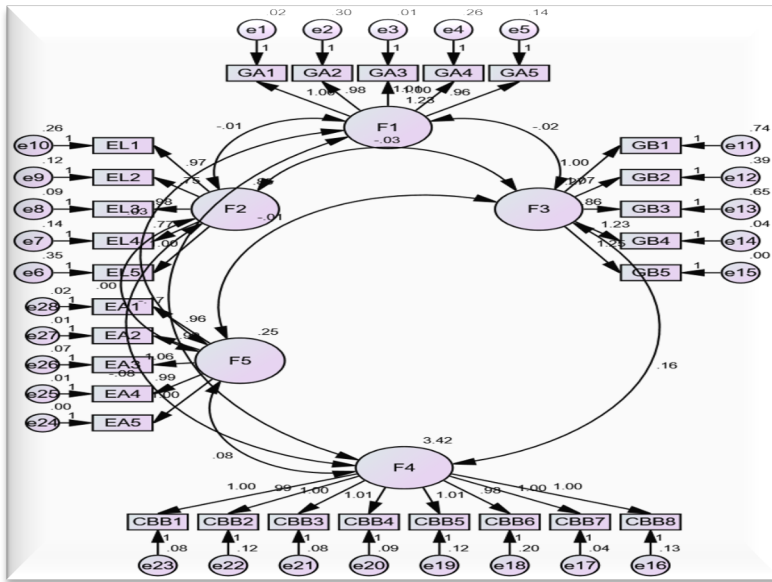 02 .30 .01 .26 .14
e1 e2 e3 e4 e5
1 1 1 1 1
GA1 GA2 GA3 GA4 GA5
1.00 .98 1.01 1.00 .96
1.23
F1
-.01 -.03 -.02
.26
e10 1 EL1
.12
e9 1 EL2
.09
e8 1 EL3
.14
e7 1 EL4
.35
e6 1 EL5
.97
.75
.98
.77
1.00
F2
-.03
-.01
.00
.74
GB1 1 e11
.39
GB2 1 e12
.65
GB3 1 e13
.04
GB4 1 e14
.00
GB5 1 e15
1.00
.86
1.23
1.25
F3
.02
e28 1 EA1
.01
e27 1 EA2
.07
e26 1 EA3
.01
e25 1 EA4
.00
e24 1 EA5
.96
1.06
.99
1.00
-.08
.25
F5
.16
.08
3.42
F4
1.00 .99 1.00 1.01 1.01 .98 1.00 1.00
CBB1 CBB2 CBB3 CBB4 CBB5 CBB6 CBB7 CBB8
1 1 1 1 1 1 1 1
.08 .12 .08 .09 .12 .20 .04 .13
e23 e22 e21 e20 e19 e18 e17 e16